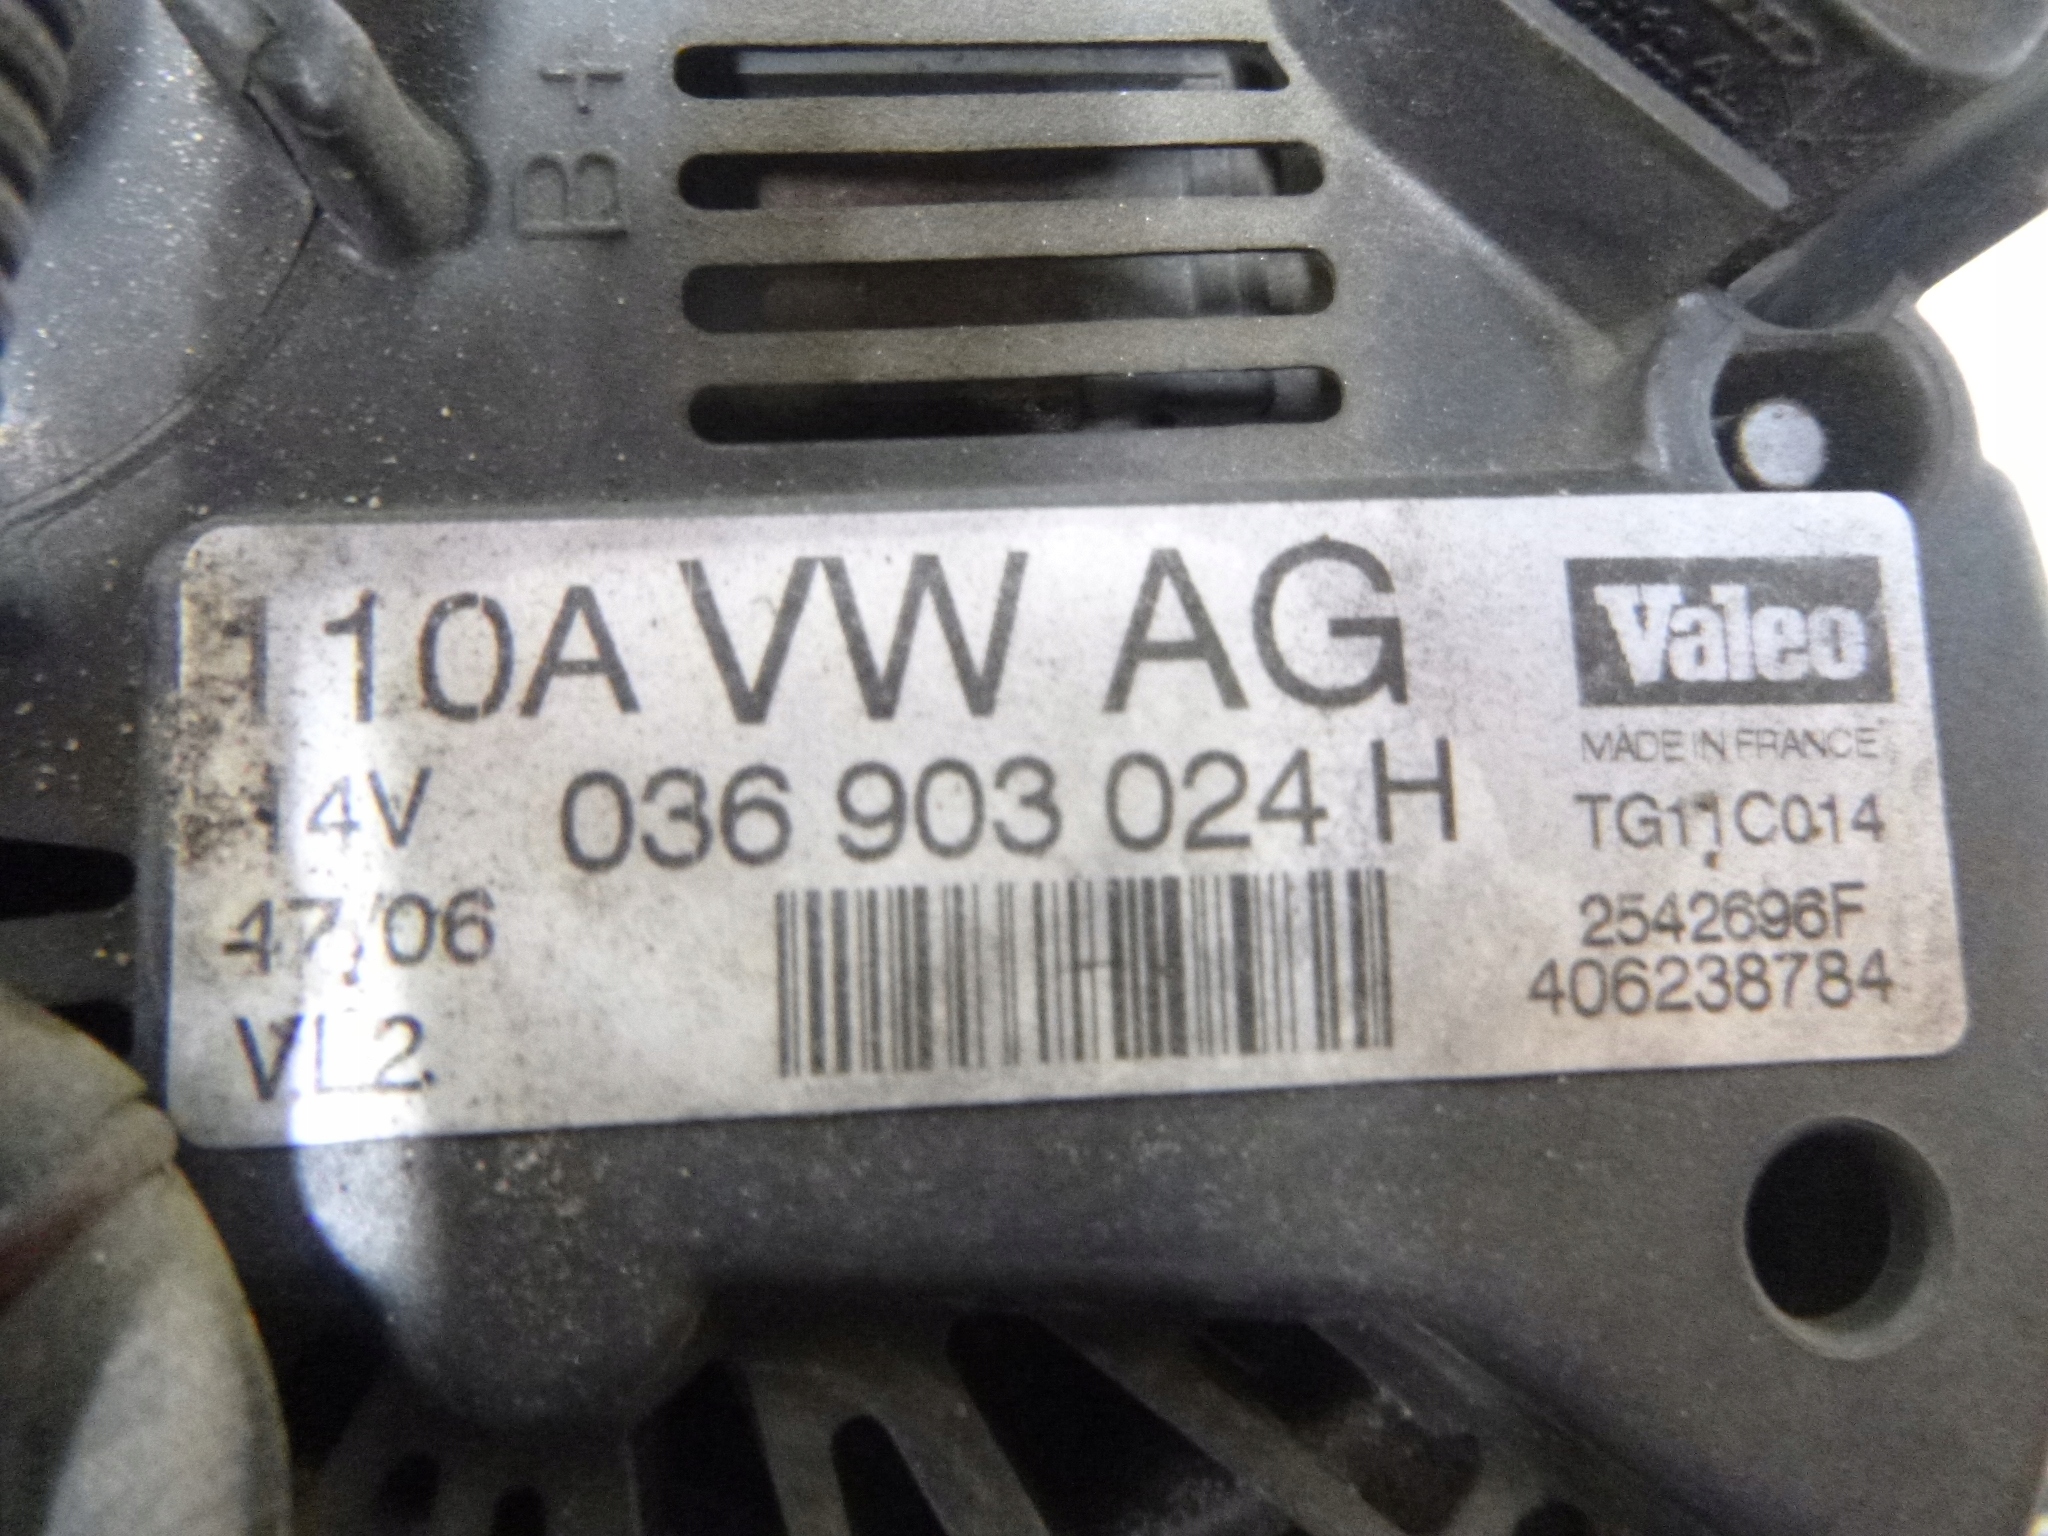 B+
110A VW AG
Valeo
MADE IN FRANCE
14V 036 903 024 H
TG11C014
47/06
2542696F
406238784
VL2